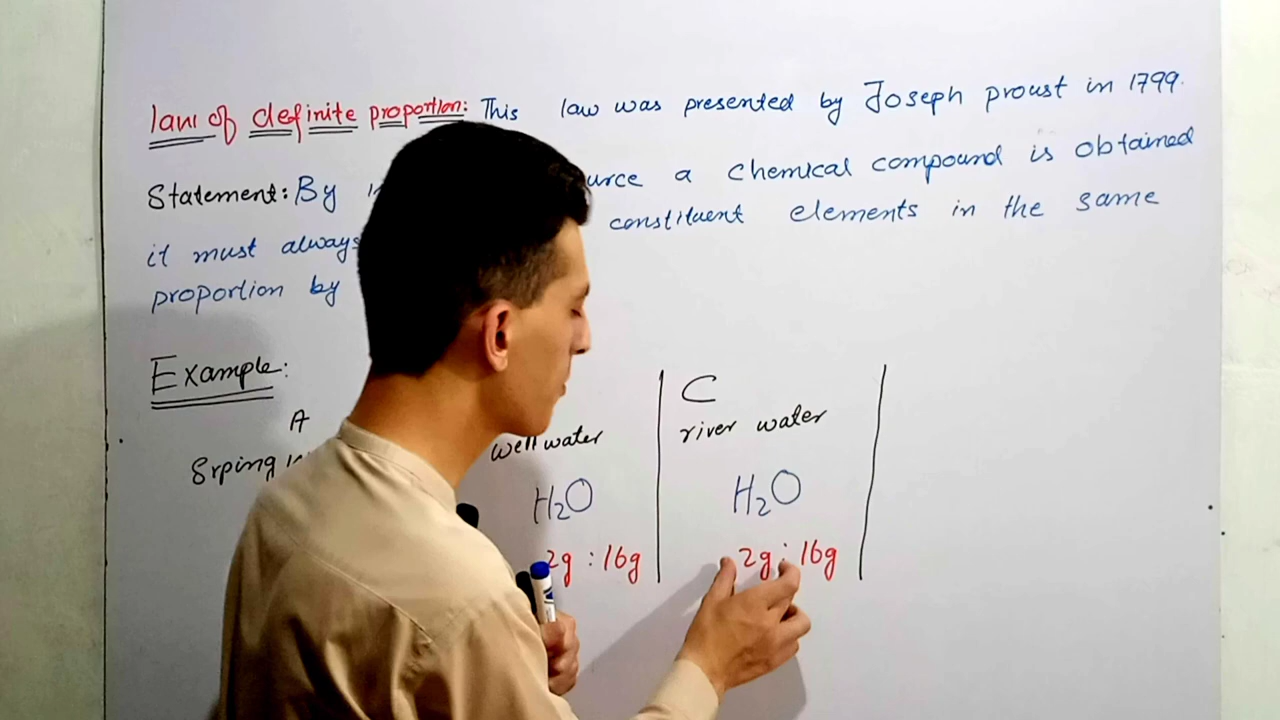 law of definite proportion: This law was presented by Joseph proust in 1799.
Statement: By a chemical compound is obtained
it must always constituent elements in the same
proportion by
Example:
A
Srping
well water
H₂O
2g : 16g
C
river water
H₂O
2g : 16g